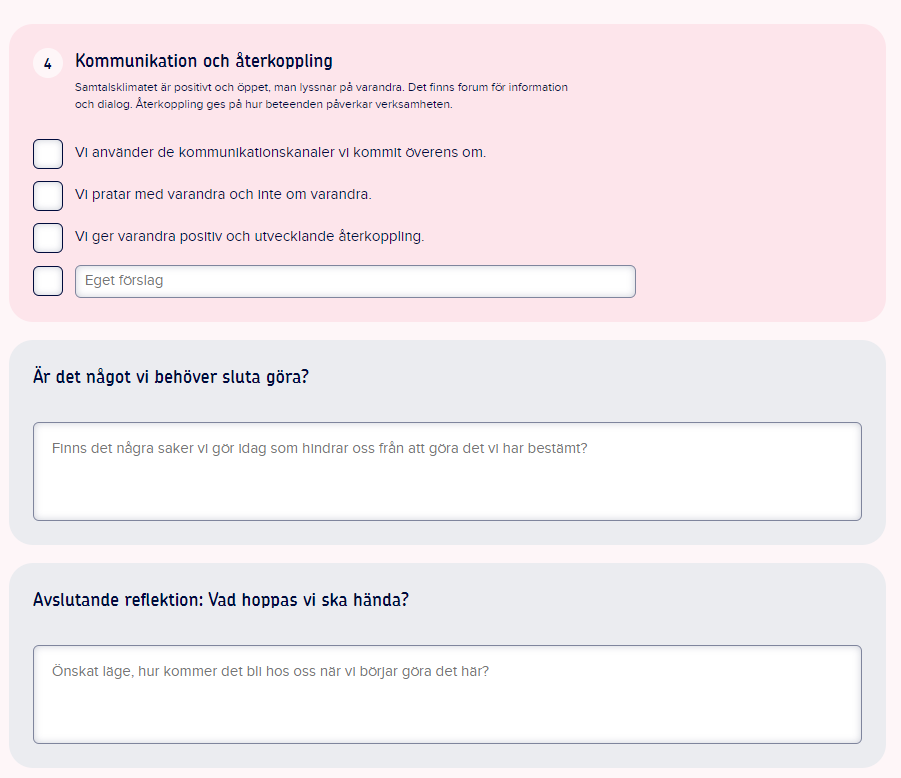 4
Kommunikation och återkoppling
Samtalsklimatet är positivt och öppet, man lyssnar på varandra. Det finns forum för information
och dialog. Återkoppling ges på hur beteenden påverkar verksamheten.
Vi använder de kommunikationskanaler vi kommit överens om.
Vi pratar med varandra och inte om varandra.
Vi ger varandra positiv och utvecklande återkoppling.
Eget förslag
Är det något vi behöver sluta göra?
Finns det några saker vi gör idag som hindrar oss från att göra det vi har bestämt?
Avslutande reflektion: Vad hoppas vi ska hända?
Önskat läge, hur kommer det bli hos oss när vi börjar göra det här?